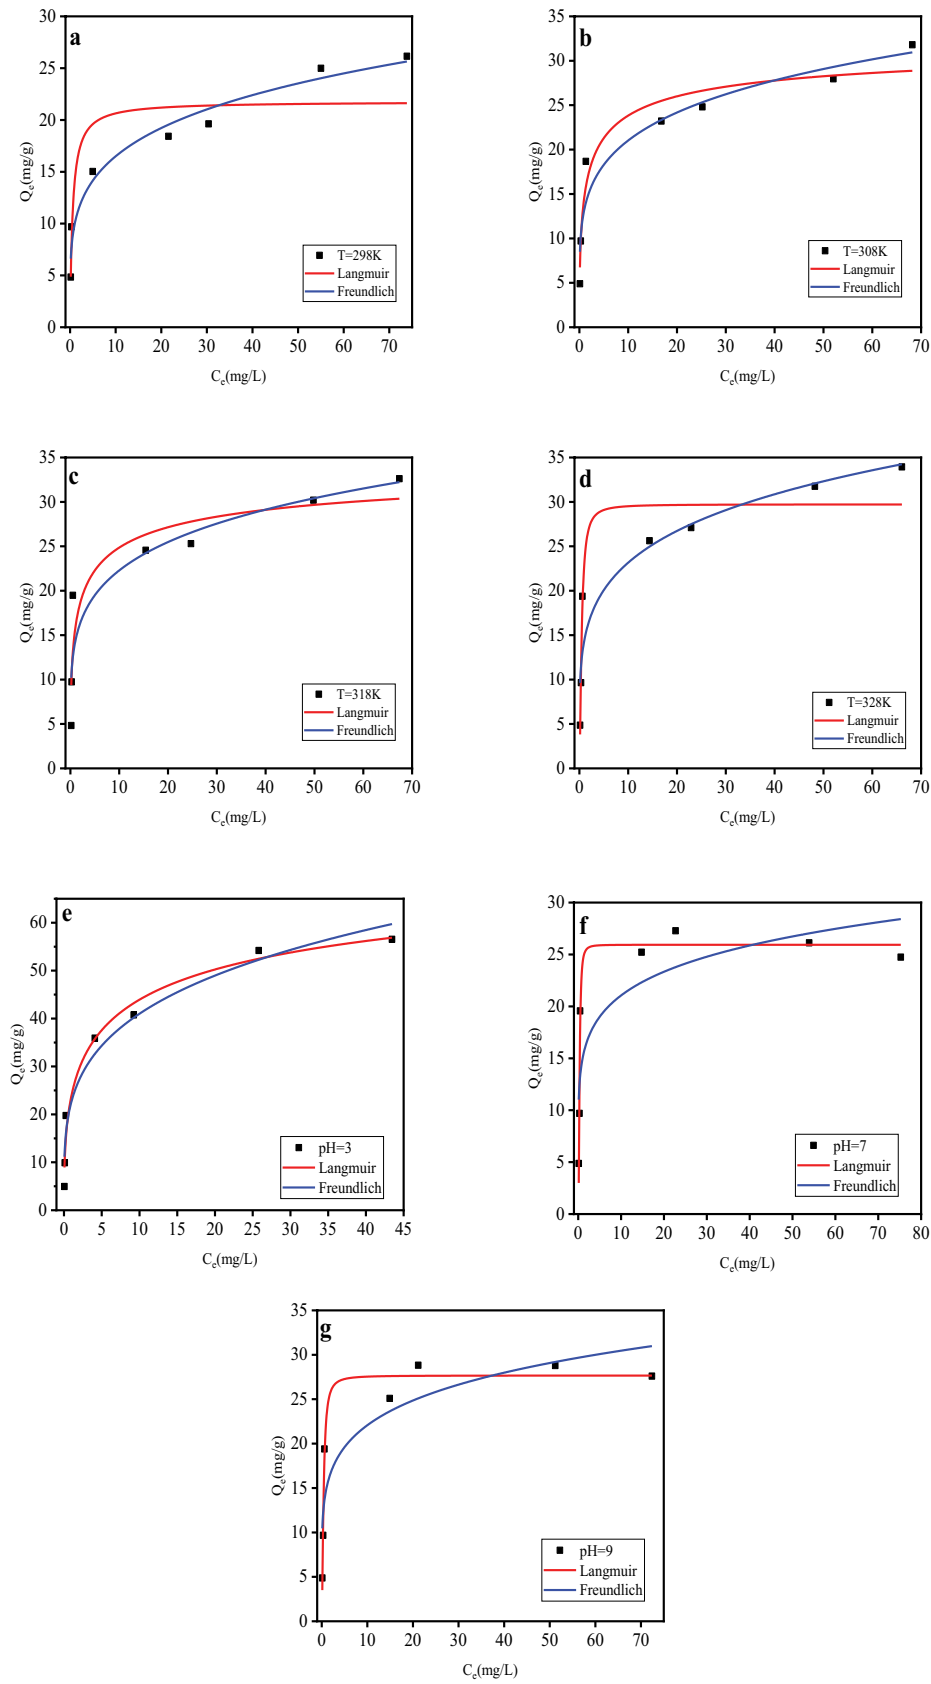 a
30
25
20
15
10
5
0
Qe(mg/g)
T=298K
Langmuir
Freundlich
0 10 20 30 40 50 60 70
Ce(mg/L)
b
35
30
25
20
15
10
5
0
Qe(mg/g)
T=308K
Langmuir
Freundlich
0 10 20 30 40 50 60 70
Ce(mg/L)
c
35
30
25
20
15
10
5
0
Qe(mg/g)
T=318K
Langmuir
Freundlich
0 10 20 30 40 50 60 70
Ce(mg/L)
d
35
30
25
20
15
10
5
0
Qe(mg/g)
T=328K
Langmuir
Freundlich
0 10 20 30 40 50 60 70
Ce(mg/L)
e
60
50
40
30
20
10
0
Qe(mg/g)
pH=3
Langmuir
Freundlich
0 5 10 15 20 25 30 35 40 45
Ce(mg/L)
f
30
25
20
15
10
5
0
Qe(mg/g)
pH=7
Langmuir
Freundlich
0 10 20 30 40 50 60 70 80
Ce(mg/L)
g
35
30
25
20
15
10
5
0
Qe(mg/g)
pH=9
Langmuir
Freundlich
0 10 20 30 40 50 60 70
Ce(mg/L)